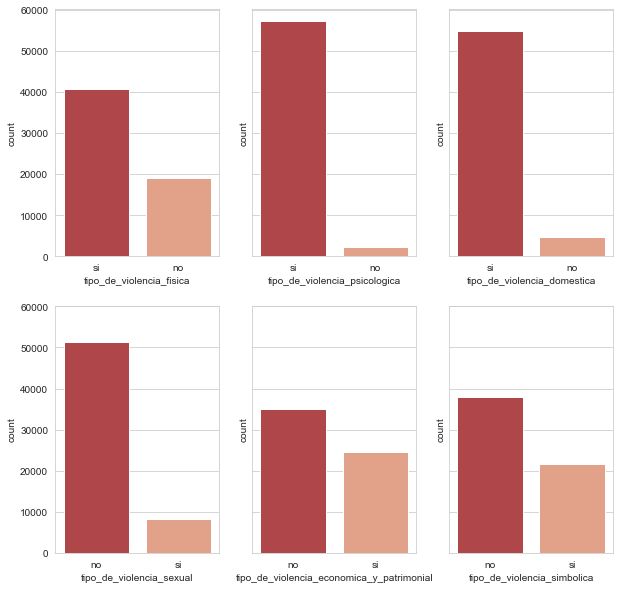 60000
50000
40000
30000
20000
10000
0
count
si no
tipo_de_violencia_fisica
count
si no
tipo_de_violencia_psicologica
count
si no
tipo_de_violencia_domestica
60000
50000
40000
30000
20000
10000
0
count
no si
tipo_de_violencia_sexual
count
no si
tipo_de_violencia_economica_y_patrimonial
count
no si
tipo_de_violencia_simbolica